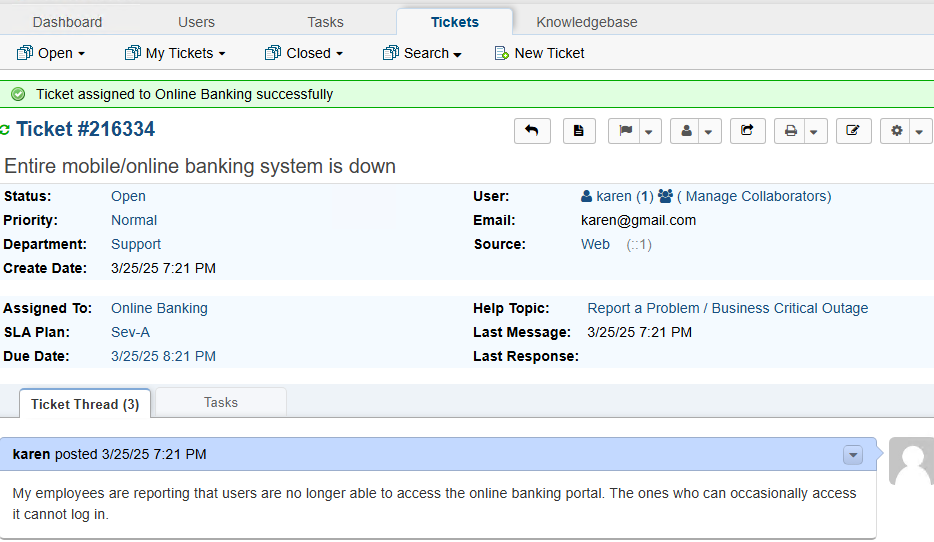 Dashboard Users Tasks Tickets Knowledgebase
Open My Tickets Closed Search New Ticket
Ticket assigned to Online Banking successfully
Ticket #216334
Entire mobile/online banking system is down
Status: Open User: karen (1) ( Manage Collaborators)
Priority: Normal Email: karen@gmail.com
Department: Support Source: Web (::1)
Create Date: 3/25/25 7:21 PM
Assigned To: Online Banking Help Topic: Report a Problem / Business Critical Outage
SLA Plan: Sev-A Last Message: 3/25/25 7:21 PM
Due Date: 3/25/25 8:21 PM Last Response:
Ticket Thread (3) Tasks
karen posted 3/25/25 7:21 PM
My employees are reporting that users are no longer able to access the online banking portal. The ones who can occasionally access
it cannot log in.